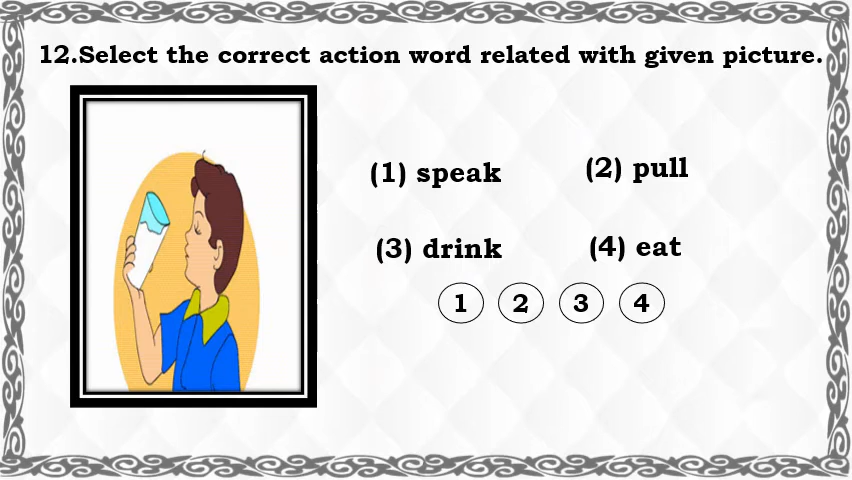 12.Select the correct action word related with given picture.
(1) speak (2) pull
(3) drink (4) eat
1 2 3 4